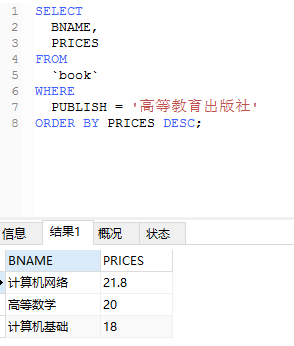 1 SELECT
2 BNAME,
3 PRICES
4 FROM
5 `book`
6 WHERE
7 PUBLISH = '高等教育出版社'
8 ORDER BY PRICES DESC;
信息 结果1 概况 状态
BNAME PRICES
计算机网络 21.8
高等数学 20
计算机基础 18